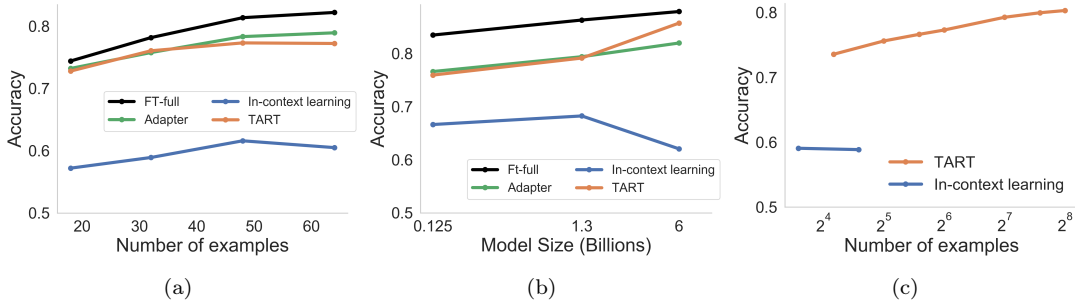 Accuracy
0.8
0.7
0.6
0.5
20 30 40 50 60
Number of examples
FT-full
Adapter
In-context learning
TART
(a)
Accuracy
0.8
0.7
0.6
0.5
0.125 1.3 6
Model Size (Billions)
Ft-full
Adapter
In-context learning
TART
(b)
Accuracy
0.8
0.7
0.6
0.5
2^4 2^5 2^6 2^7 2^8
Number of examples
TART
In-context learning
(c)